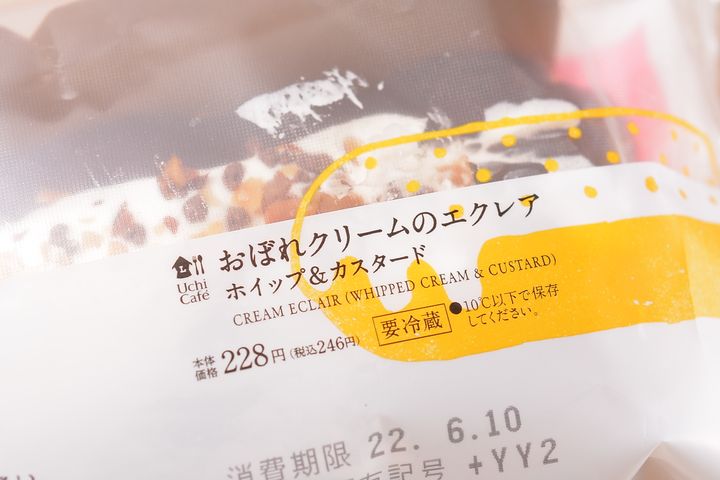 Uchi
Café
おぼれクリームのエクレア
ホイップ&カスタード
CREAM ECLAIR (WHIPPED CREAM & CUSTARD)
要冷蔵
●10℃以下で保存
してください。
本体
価格 228円(税込246円)
消費期限 22. 6.10
有記号 +YY2